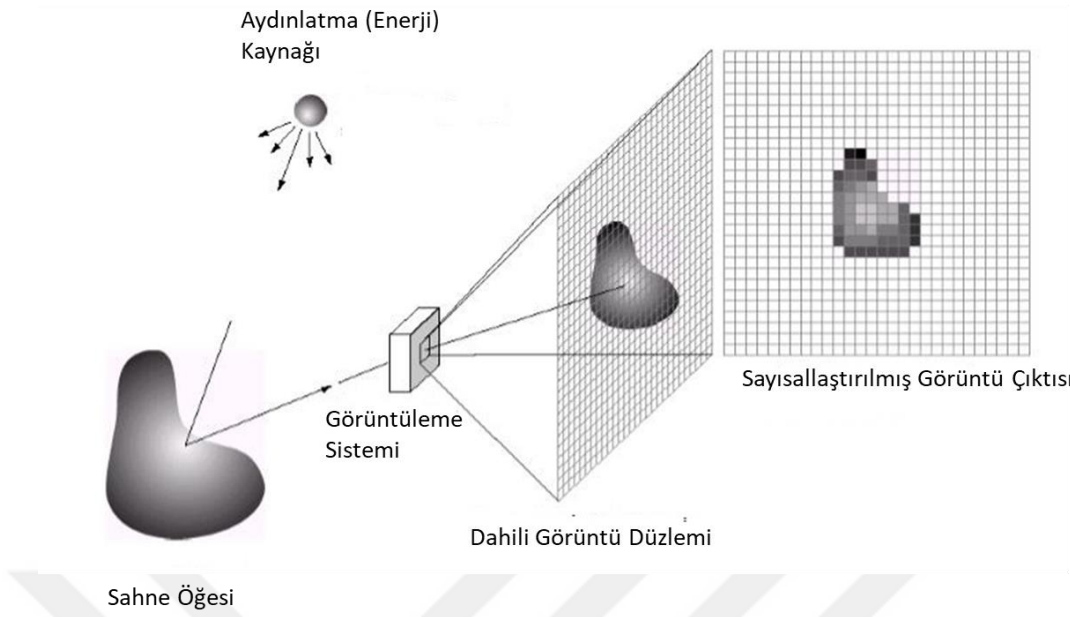 Aydınlatma (Enerji)
Kaynağı
Sayısallaştırılmış Görüntü Çıktısı
Görüntüleme
Sistemi
Dahili Görüntü Düzlemi
Sahne Öğesi